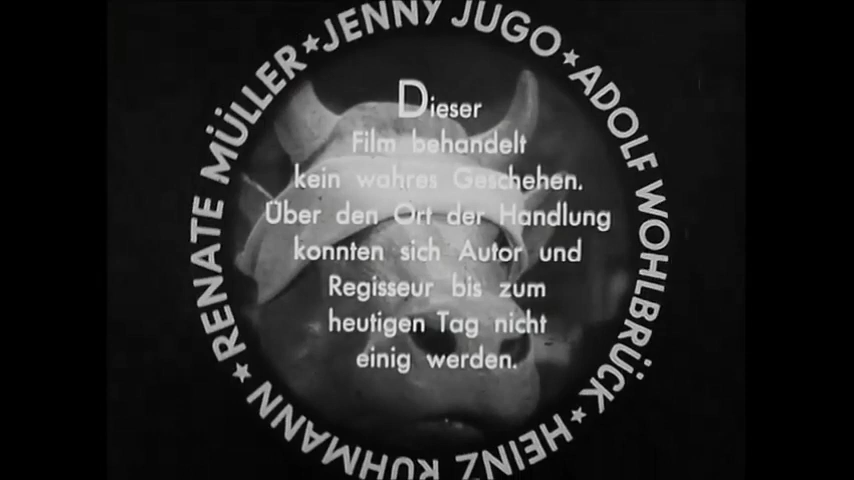 RENATE MÜLLER ★ JENNY JUGO ★ ADOLF WOHLBRÜCK ★ HEINZ RÜHMANN ★
Dieser
Film behandelt
kein wahres Geschehen.
Über den Ort der Handlung
konnten sich Autor und
Regisseur bis zum
heutigen Tag nicht
einig werden.